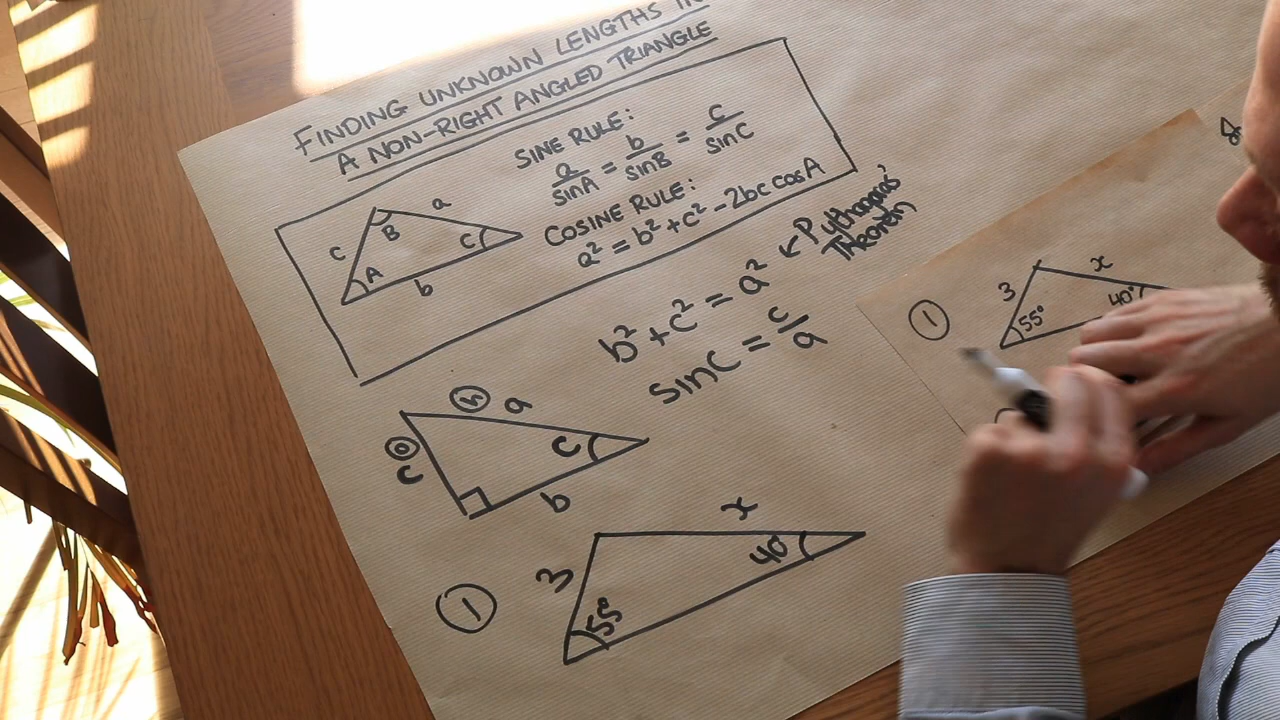 FINDING UNKNOWN LENGTHS IN
A NON-RIGHT ANGLED TRIANGLE
SINE RULE:
a/sinA = b/sinB = c/sinC
COSINE RULE:
a² = b² + c² - 2bc cosA
c
B
a
C
A
b
b² + c² = a² ← Pythagoras'
Theorem
sinC = c/a
h
a
o
c
C
b
1
3
x
40°
55°
1
3
x
40°
55°